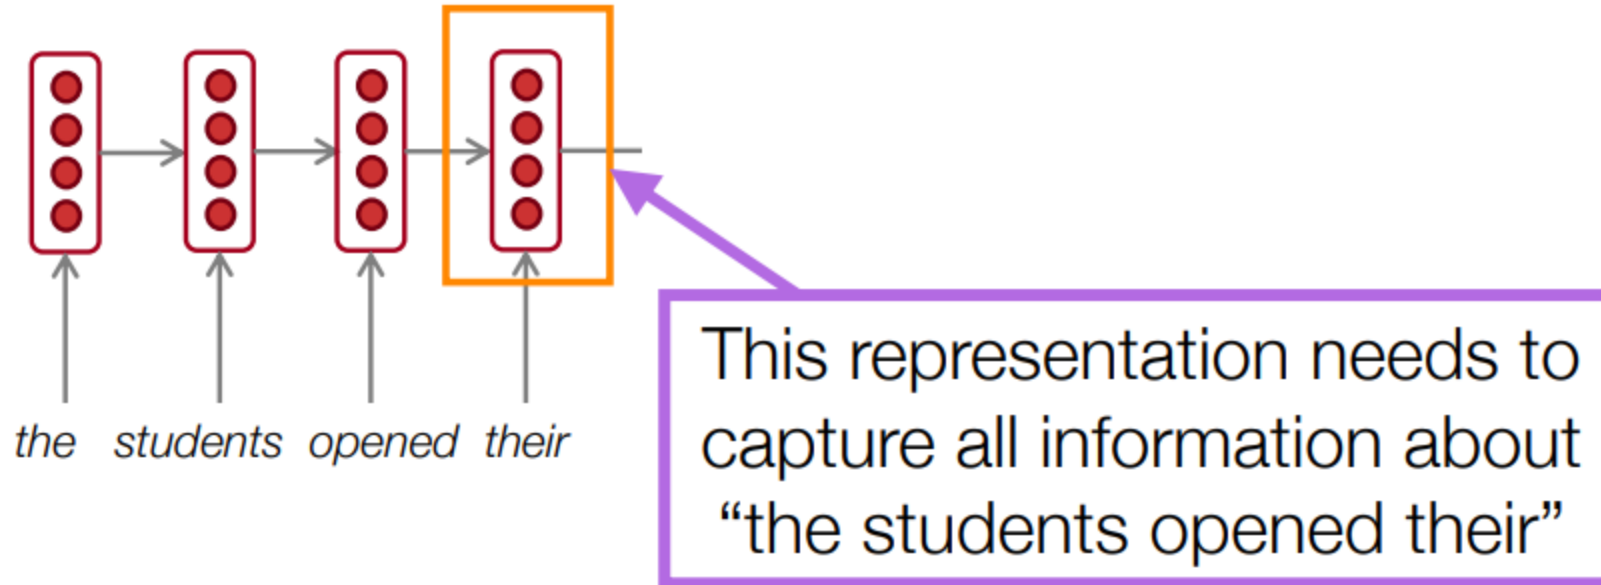 the students opened their
This representation needs to
capture all information about
“the students opened their”